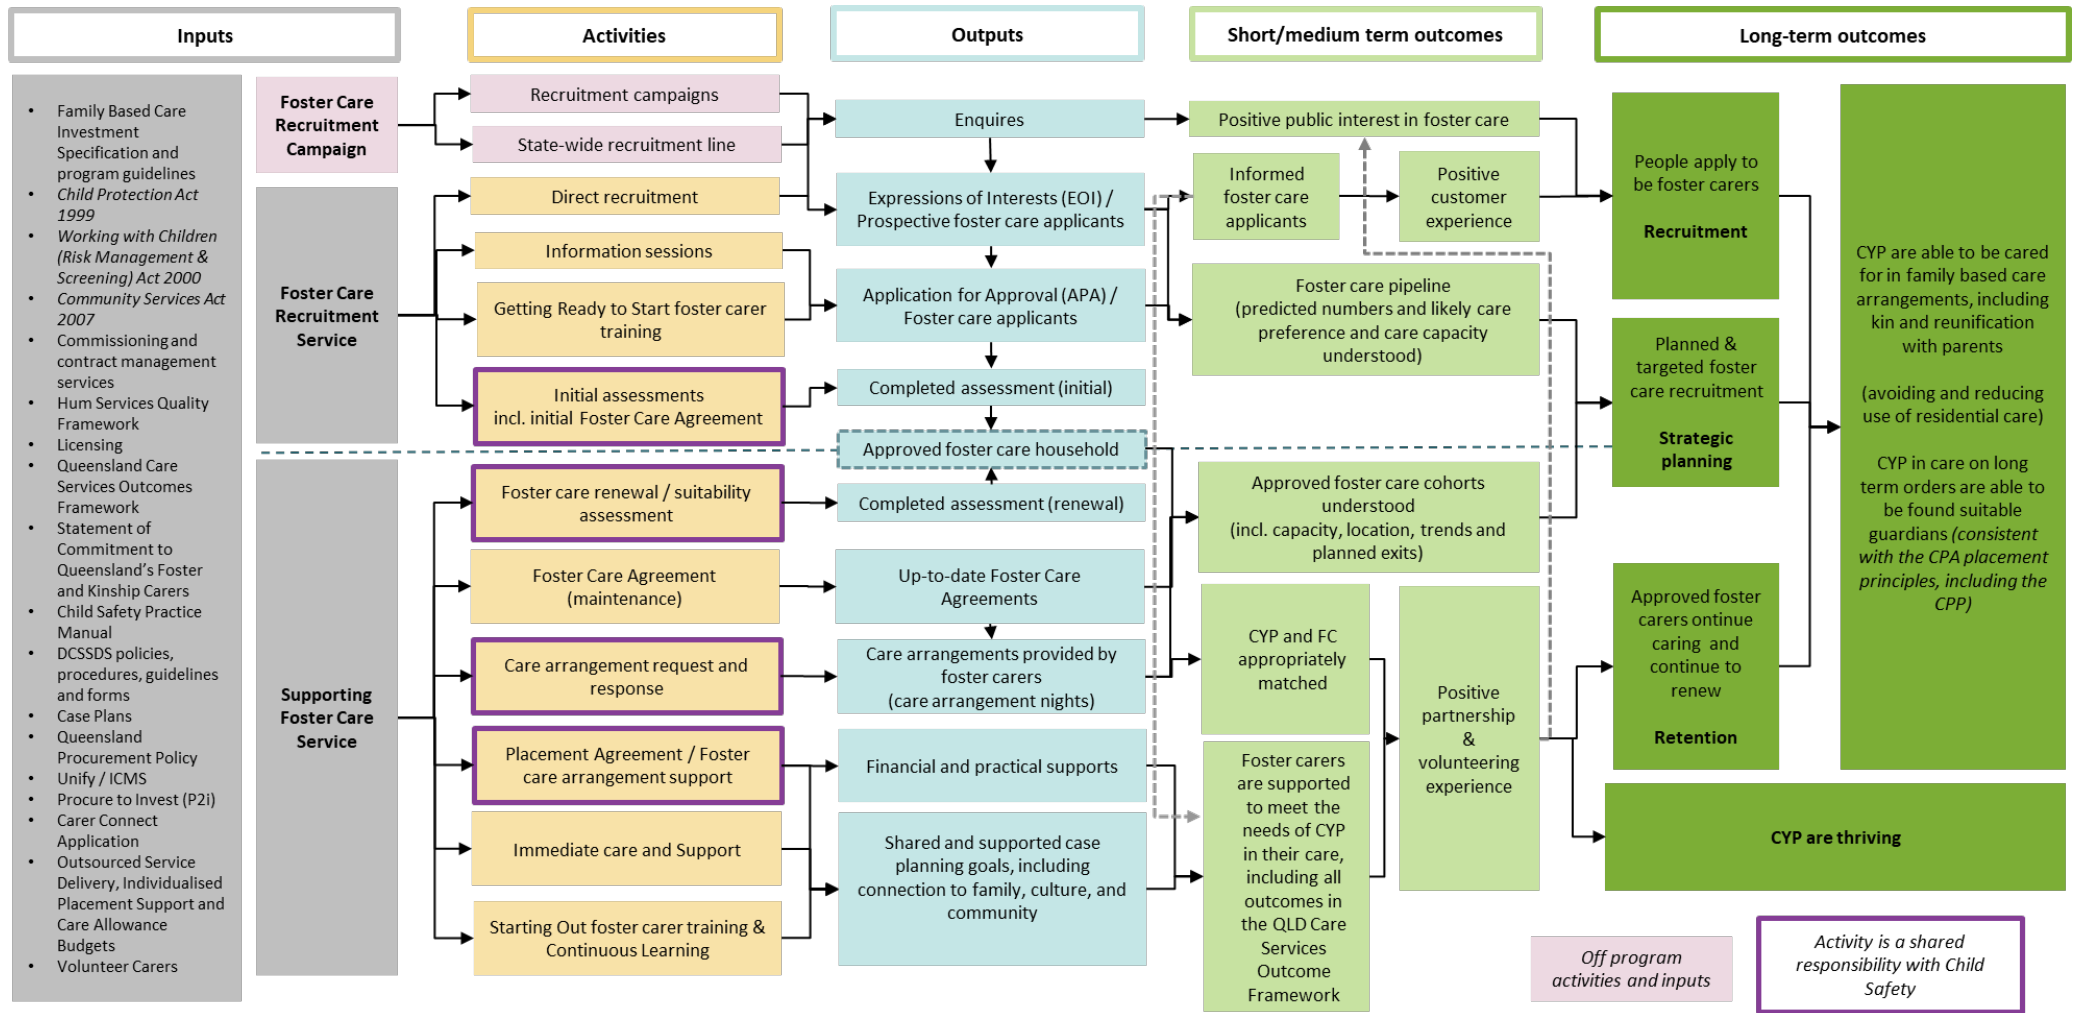 Inputs
Activities
Outputs
Short/medium term outcomes
Long-term outcomes
• Family Based Care
Investment
Specification and
program guidelines
• Child Protection Act
1999
• Working with Children
(Risk Management &
Screening) Act 2000
• Community Services Act
2007
• Commissioning and
contract management
services
• Hum Services Quality
Framework
• Licensing
• Queensland Care
Services Outcomes
Framework
• Statement of
Commitment to
Queensland's Foster
and Kinship Carers
• Child Safety Practice
Manual
• DCSSDS policies,
procedures, guidelines
and forms
• Case Plans
• Queensland
Procurement Policy
• Unify / ICMS
• Procure to Invest (P2i)
• Carer Connect
Application
• Outsourced Service
Delivery, Individualised
Placement Support and
Care Allowance
Budgets
• Volunteer Carers
Foster Care
Recruitment
Campaign
Foster Care
Recruitment
Service
Supporting
Foster Care
Service
Recruitment campaigns
State-wide recruitment line
Direct recruitment
Information sessions
Getting Ready to Start foster carer
training
Initial assessments
incl. initial Foster Care Agreement
Foster care renewal / suitability
assessment
Foster Care Agreement
(maintenance)
Care arrangement request and
response
Placement Agreement / Foster
care arrangement support
Immediate care and Support
Starting Out foster carer training &
Continuous Learning
Enquires
Expressions of Interests (EOI) /
Prospective foster care applicants
Application for Approval (APA) /
Foster care applicants
Completed assessment (initial)
Approved foster care household
Completed assessment (renewal)
Up-to-date Foster Care
Agreements
Care arrangements provided by
foster carers
(care arrangement nights)
Financial and practical supports
Shared and supported case
planning goals, including
connection to family, culture, and
community
Positive public interest in foster care
Informed
foster care
applicants
Positive
customer
experience
Foster care pipeline
(predicted numbers and likely care
preference and care capacity
understood)
Approved foster care cohorts
understood
(incl. capacity, location, trends and
planned exits)
CYP and FC
appropriately
matched
Foster carers
are supported
to meet the
needs of CYP
in their care,
including all
outcomes in
the QLD Care
Services
Outcome
Framework
Positive
partnership
&
volunteering
experience
People apply to
be foster carers
Recruitment
Planned &
targeted foster
care recruitment
Strategic
planning
Approved foster
carers ontinue
caring and
continue to
renew
Retention
CYP are able to be cared
for in family based care
arrangements, including
kin and reunification
with parents
(avoiding and reducing
use of residential care)
CYP in care on long
term orders are able to
be found suitable
guardians (consistent
with the CPA placement
principles, including the
CPP)
CYP are thriving
Off program
activities and inputs
Activity is a shared
responsibility with Child
Safety